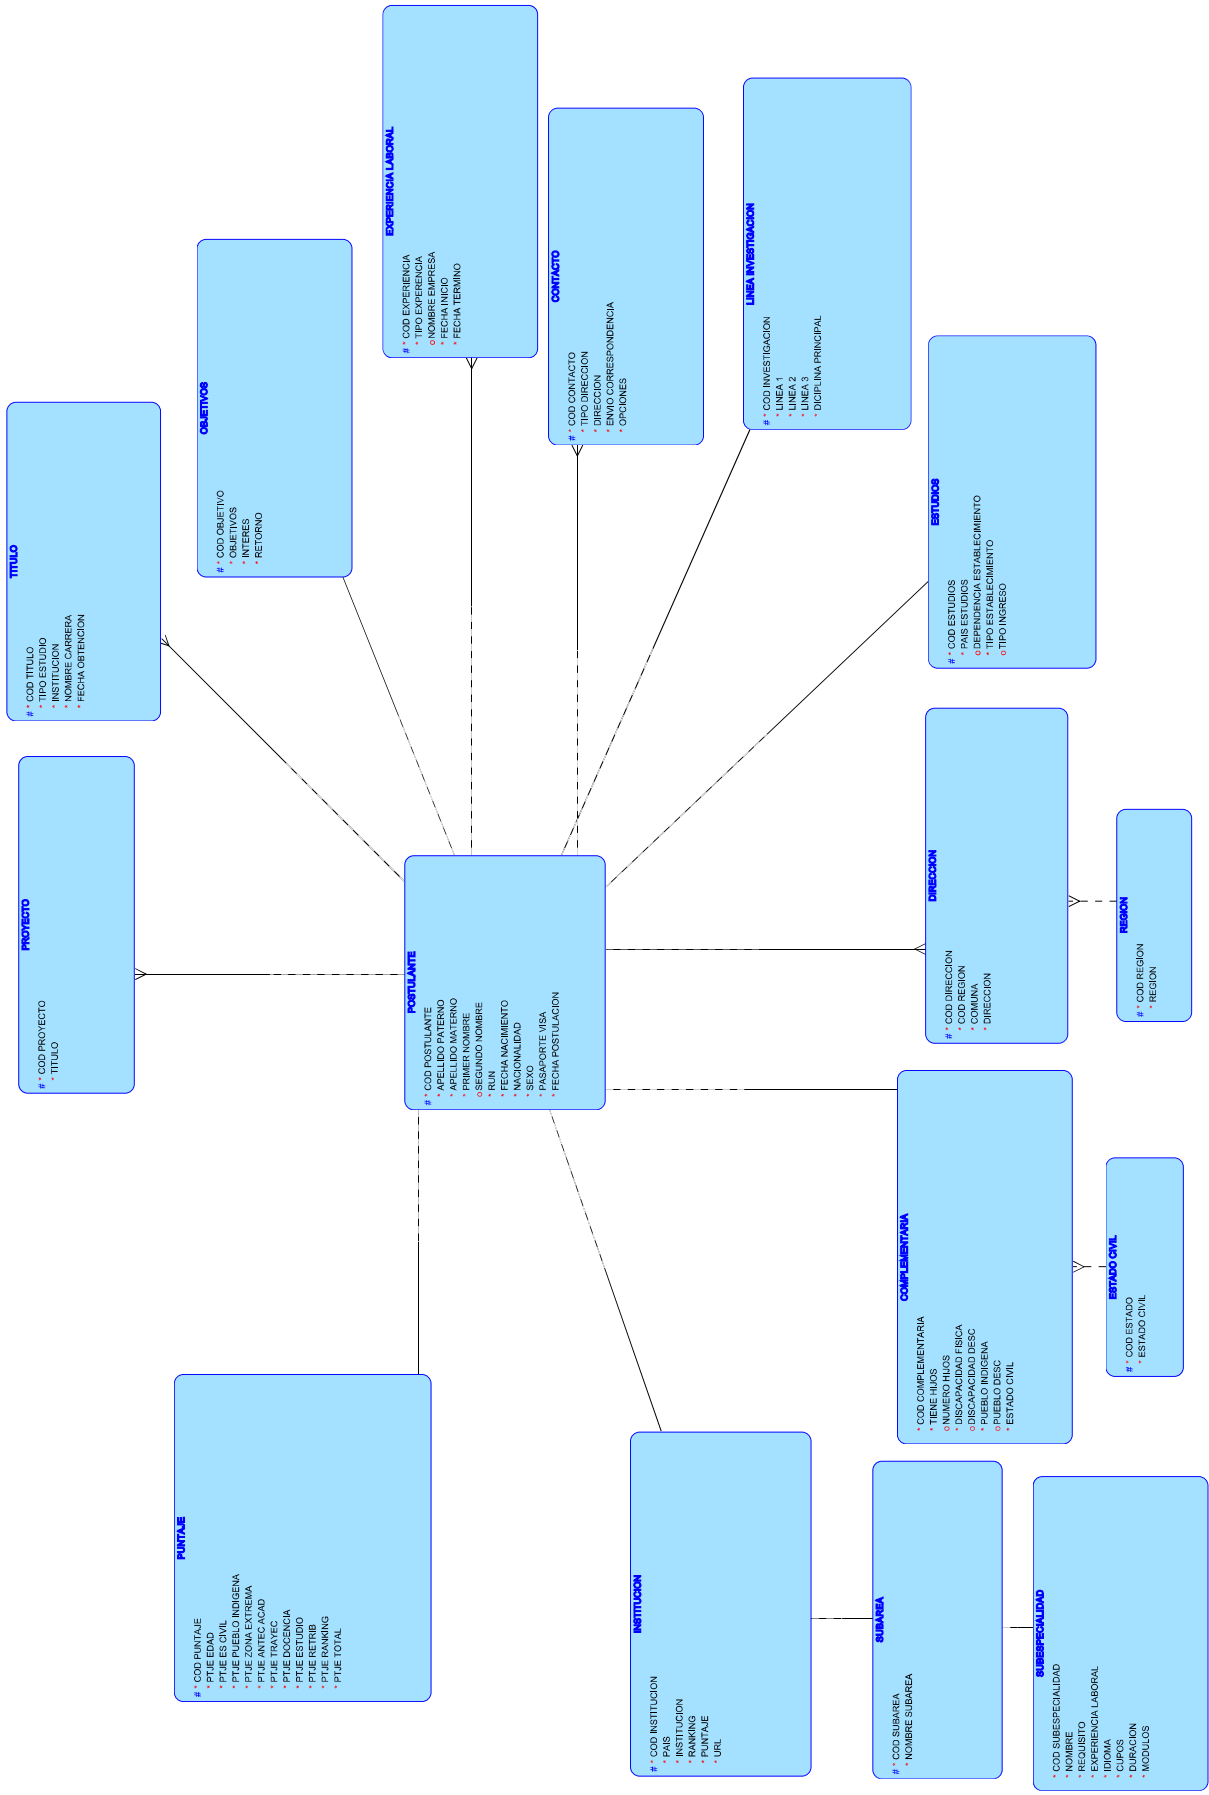 TITULO
# * COD TITULO
* TIPO ESTUDIO
* INSTITUCION
* NOMBRE CARRERA
* FECHA OBTENCION
OBJETIVOS
# * COD OBJETIVO
* OBJETIVOS
* INTERES
* RETORNO
EXPERIENCIA LABORAL
# * COD EXPERIENCIA
* TIPO EXPERENCIA
o NOMBRE EMPRESA
* FECHA INICIO
* FECHA TERMINO
CONTACTO
# * COD CONTACTO
* TIPO DIRECCION
* DIRECCION
* ENVIO CORRESPONDENCIA
* OPCIONES
LINEA INVESTIGACION
# * COD INVESTIGACION
* LINEA 1
* LINEA 2
* LINEA 3
* DICIPLINA PRINCIPAL
ESTUDIOS
# * COD ESTUDIOS
* PAIS ESTUDIOS
o DEPENDENCIA ESTABLECIMIENTO
* TIPO ESTABLECIMIENTO
o TIPO INGRESO
PROYECTO
# * COD PROYECTO
* TITULO
POSTULANTE
# * COD POSTULANTE
* APELLIDO PATERNO
* APELLIDO MATERNO
* PRIMER NOMBRE
o SEGUNDO NOMBRE
* RUN
* FECHA NACIMIENTO
* NACIONALIDAD
* SEXO
* PASAPORTE VISA
* FECHA POSTULACION
DIRECCION
# * COD DIRECCION
* COD REGION
* COMUNA
* DIRECCION
REGION
# * COD REGION
* REGION
PUNTAJE
# * COD PUNTAJE
* PTJE EDAD
* PTJE ES CIVIL
* PTJE PUEBLO INDIGENA
* PTJE ZONA EXTREMA
* PTJE ANTEC ACAD
* PTJE TRAYEC
* PTJE DOCENCIA
* PTJE ESTUDIO
* PTJE RETRIB
* PTJE RANKING
* PTJE TOTAL
INSTITUCION
# * COD INSTITUCION
* PAIS
* INSTITUCION
* RANKING
* PUNTAJE
* URL
COMPLEMENTARIA
* COD COMPLEMENTARIA
* TIENE HIJOS
o NUMERO HIJOS
* DISCAPACIDAD FISICA
o DISCAPACIDAD DESC
* PUEBLO INDIGENA
o PUEBLO DESC
* ESTADO CIVIL
ESTADO CIVIL
# * COD ESTADO
* ESTADO CIVIL
SUBAREA
# * COD SUBAREA
* NOMBRE SUBAREA
SUBESPECIALIDAD
* COD SUBESPECIALIDAD
* NOMBRE
* REQUISITO
* EXPERIENCIA LABORAL
* IDIOMA
* CUPOS
* DURACION
* MODULOS